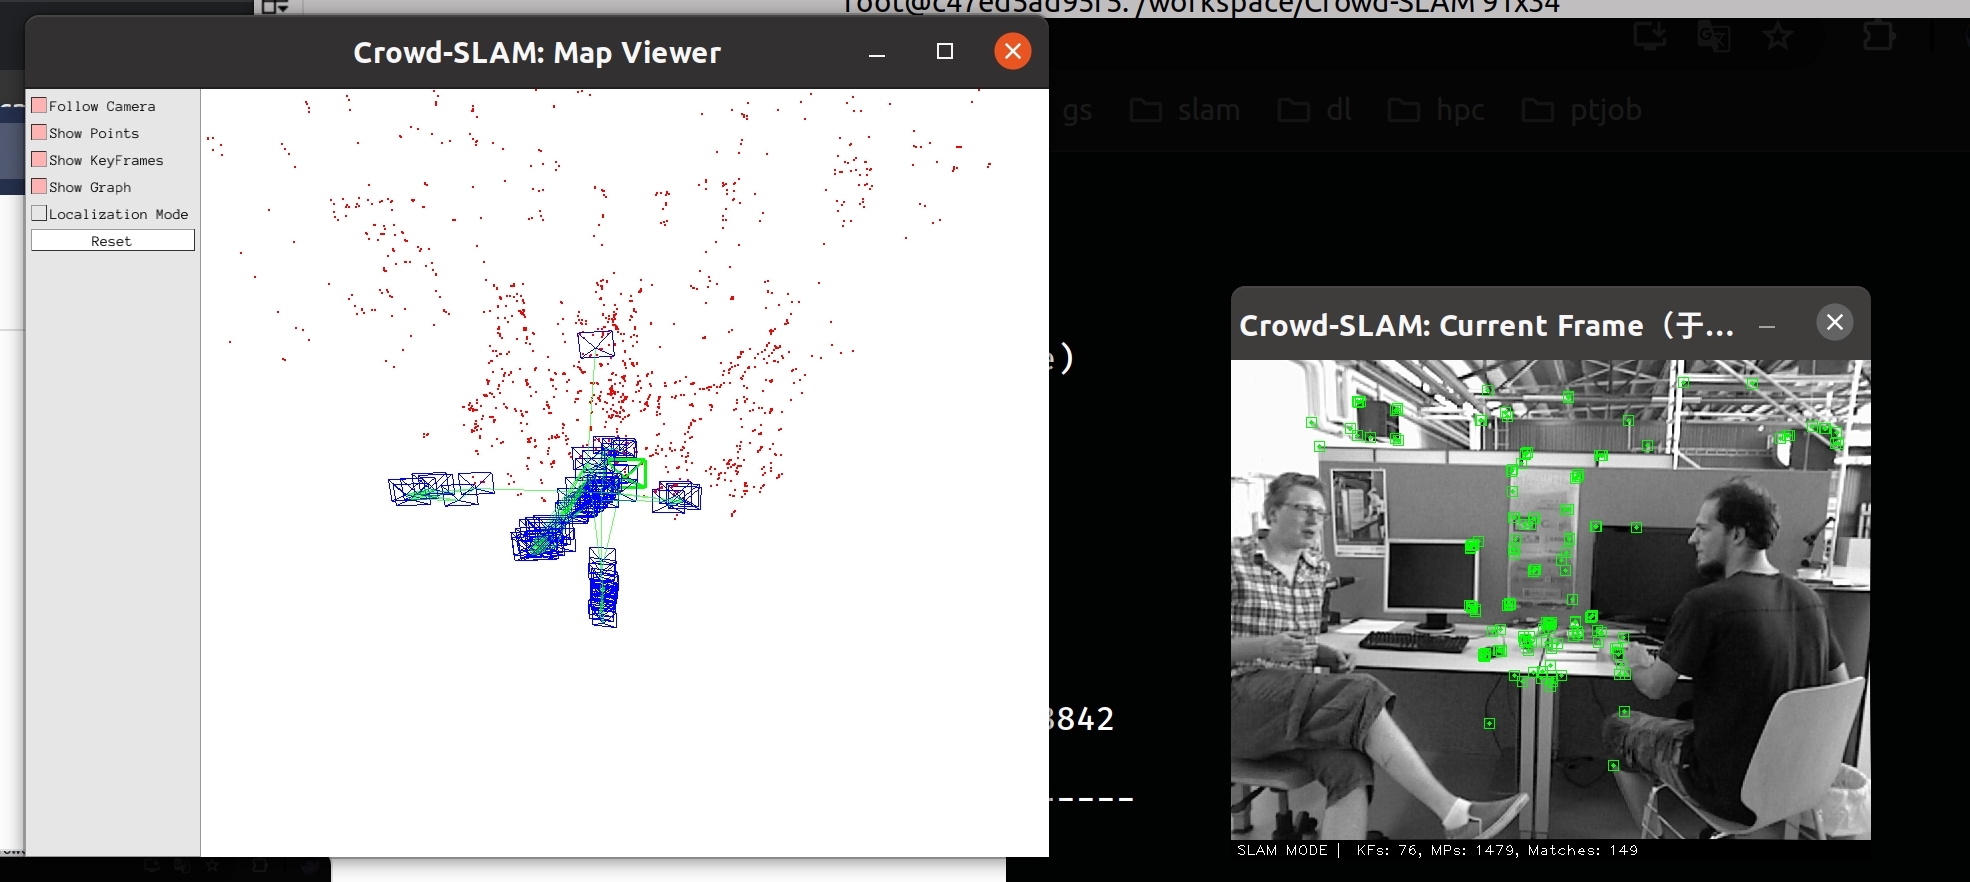 root@c47ed5ad95f5: /workspace/Crowd-SLAM 91x54
Crowd-SLAM: Map Viewer
Follow Camera
Show Points
Show KeyFrames
Show Graph
Localization Mode
Reset
gs
slam
dl
hpc
ptjob
)
842
-----
Crowd-SLAM: Current Frame（于...
SLAM MODE |  KFs: 76, MPs: 1479, Matches: 149